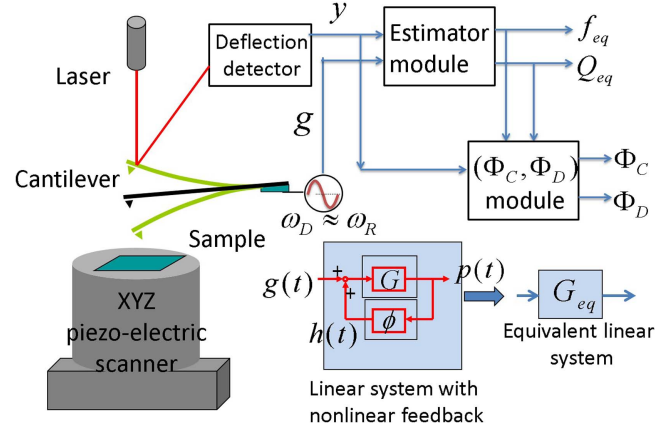 y
Deflection
detector
Estimator
module
f_eq
Q_eq
Laser
g
(Φ_C, Φ_D)
module
Φ_C
Φ_D
Cantilever
ω_D ≈ ω_R
Sample
XYZ
piezo-electric
scanner
g(t)
+
+
G
p(t)
h(t)
ϕ
G_eq
Equivalent linear
system
Linear system with
nonlinear feedback